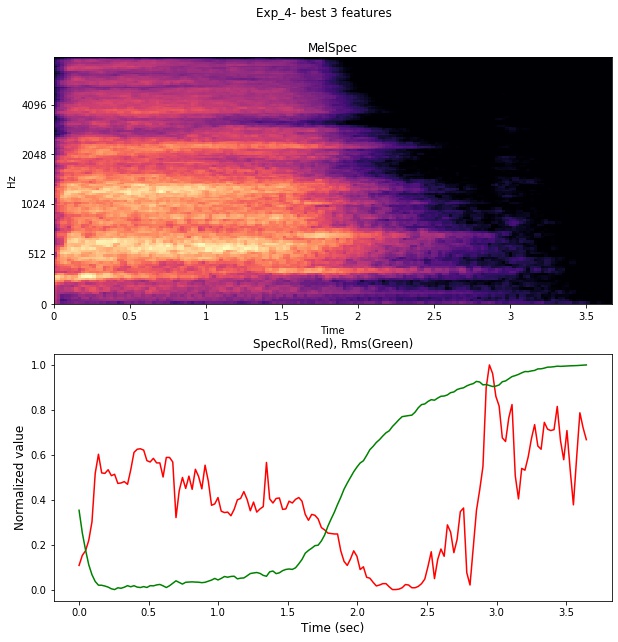 Exp_4- best 3 features
MelSpec
Hz
4096
2048
1024
512
0
0 0.5 1 1.5 2 2.5 3 3.5
Time
SpecRol(Red), Rms(Green)
Normalized value
1.0
0.8
0.6
0.4
0.2
0.0
0.0 0.5 1.0 1.5 2.0 2.5 3.0 3.5
Time (sec)